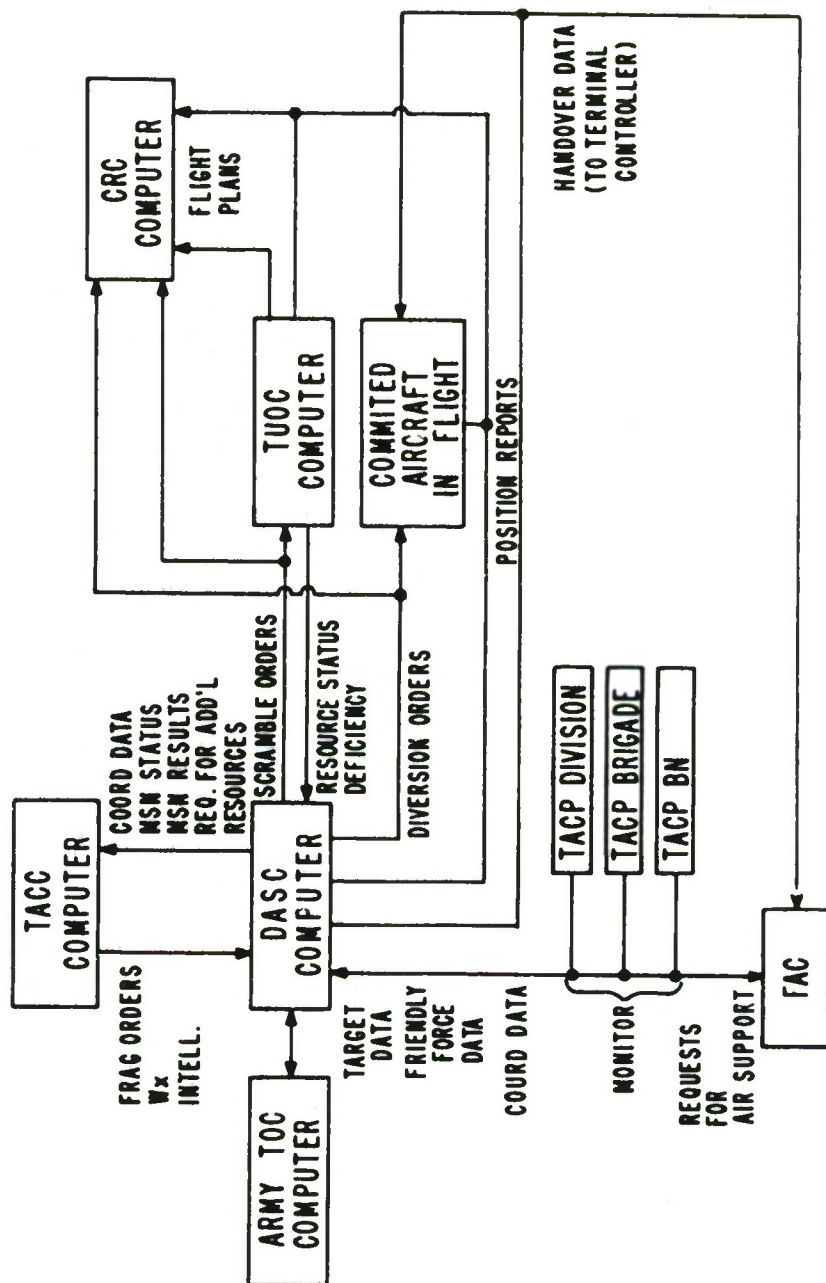 TACC
COMPUTER
FRAG ORDERS
Wx
INTELL.
COORD DATA
MSN STATUS
MSN RESULTS
REQ. FOR ADD'L
RESOURCES
ARMY TOC
COMPUTER
DASC
COMPUTER
SCRAMBLE ORDERS
RESOURCE STATUS
DEFICIENCY
DIVERSION ORDERS
TUOC
COMPUTER
CRC
COMPUTER
FLIGHT
PLANS
COMMITED
AIRCRAFT
IN FLIGHT
POSITION REPORTS
TARGET
DATA
FRIENDLY
FORCE
DATA
COURD DATA
MONITOR
TACP DIVISION
TACP BRIGADE
TACP BN
REQUESTS
FOR
AIR SUPPORT
FAC
HANDOVER DATA
(TO TERMINAL
CONTROLLER)